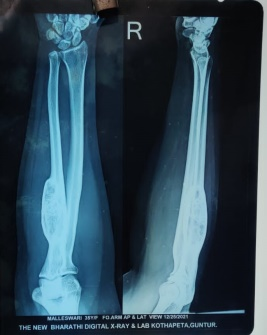 R
MALLESWARI 35Y/F FO.ARM AP & LAT VIEW 12/25/2021
THE NEW BHARATHI DIGITAL X-RAY & LAB KOTHAPETA,GUNTUR.